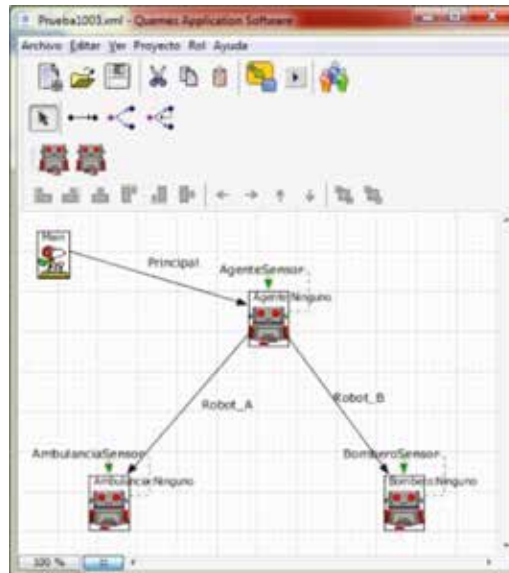 Prueba1003.xml - Quemes Application Software
Archivo Editar Ver Proyecto Rol Ayuda
Main
Principal
AgenteSensor
Agente:Ninguno
Robot_A
Robot_B
AmbulanciaSensor
BomberoSensor
Ambulancia:Ninguno
Bombero:Ninguno
100 %